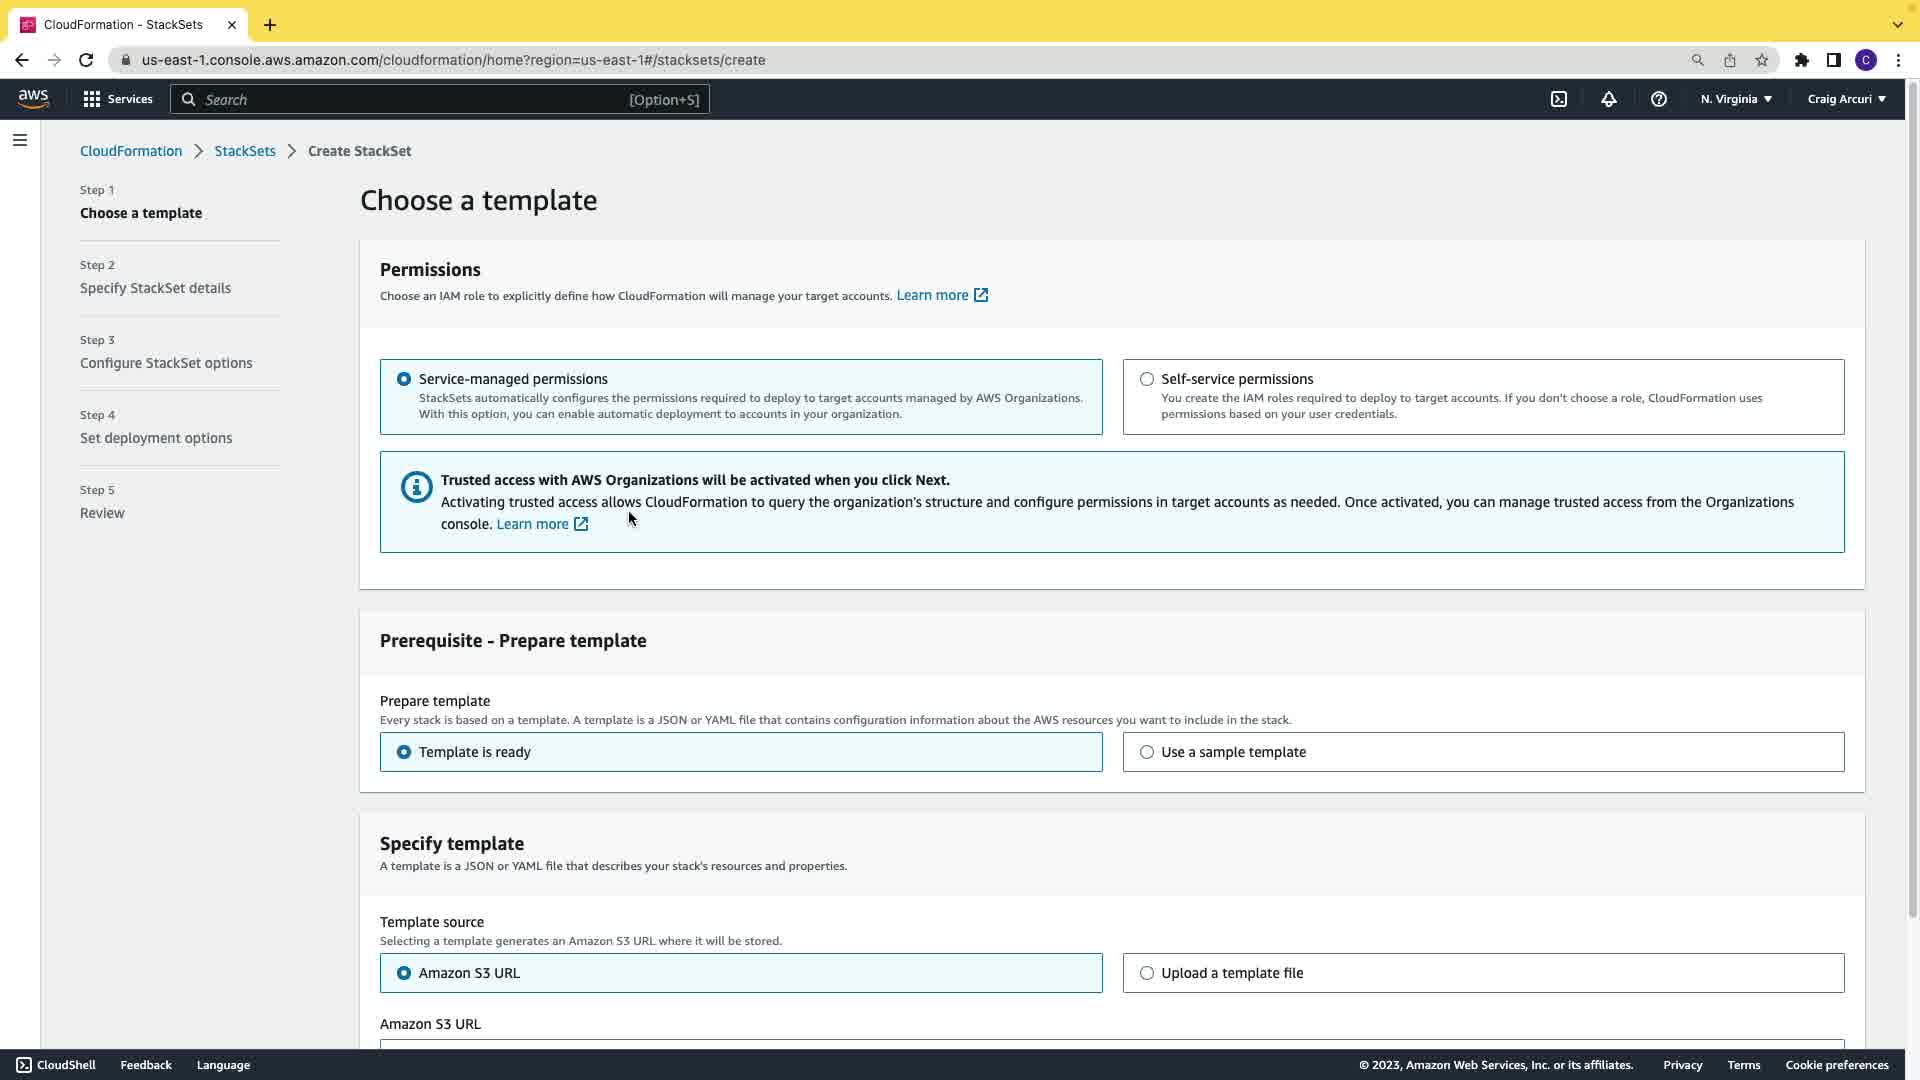 CloudFormation - StackSets
us-east-1.console.aws.amazon.com/cloudformation/home?region=us-east-1#/stacksets/create
C
aws
Services
Search
[Option+S]
N. Virginia
Craig Arcuri
CloudFormation
StackSets
Create StackSet
Step 1
Choose a template
Step 2
Specify StackSet details
Step 3
Configure StackSet options
Step 4
Set deployment options
Step 5
Review
Choose a template
Permissions
Choose an IAM role to explicitly define how CloudFormation will manage your target accounts. Learn more
Service-managed permissions
StackSets automatically configures the permissions required to deploy to target accounts managed by AWS Organizations.
With this option, you can enable automatic deployment to accounts in your organization.
Self-service permissions
You create the IAM roles required to deploy to target accounts. If you don't choose a role, CloudFormation uses
permissions based on your user credentials.
Trusted access with AWS Organizations will be activated when you click Next.
Activating trusted access allows CloudFormation to query the organization's structure and configure permissions in target accounts as needed. Once activated, you can manage trusted access from the Organizations
console. Learn more
Prerequisite - Prepare template
Prepare template
Every stack is based on a template. A template is a JSON or YAML file that contains configuration information about the AWS resources you want to include in the stack.
Template is ready
Use a sample template
Specify template
A template is a JSON or YAML file that describes your stack's resources and properties.
Template source
Selecting a template generates an Amazon S3 URL where it will be stored.
Amazon S3 URL
Upload a template file
Amazon S3 URL
CloudShell
Feedback
Language
© 2023, Amazon Web Services, Inc. or its affiliates.
Privacy
Terms
Cookie preferences